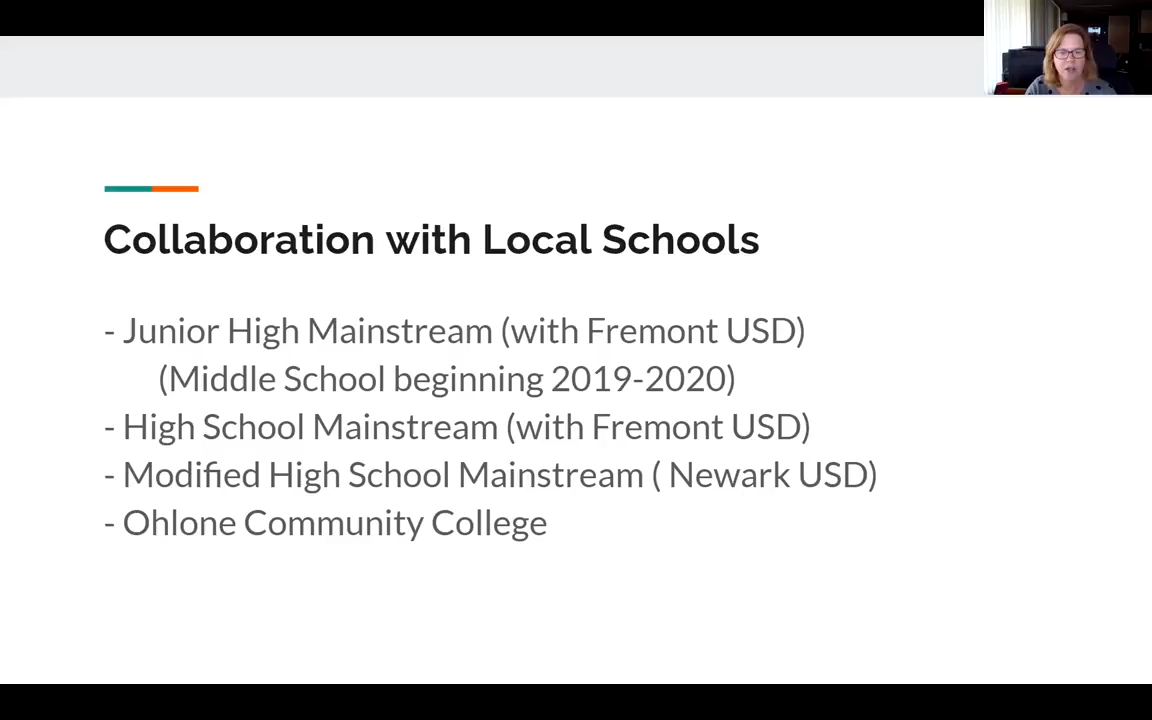 Collaboration with Local Schools
- Junior High Mainstream (with Fremont USD)
(Middle School beginning 2019-2020)
- High School Mainstream (with Fremont USD)
- Modified High School Mainstream ( Newark USD)
- Ohlone Community College